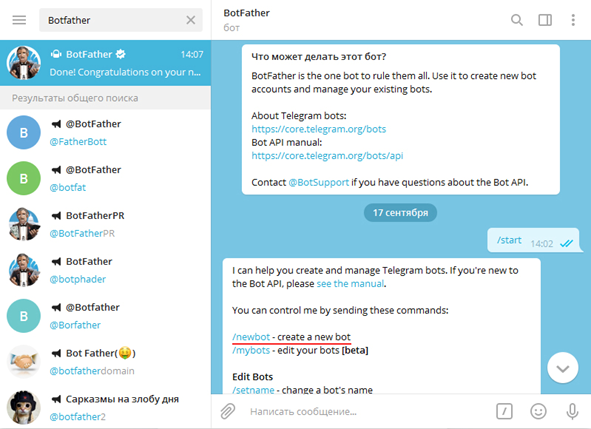 Botfather
BotFather
14:07
Done! Congratulations on your n...
Результаты общего поиска
B
@BotFather
@FatherBott
B
@BotFather
@botfat
BotFatherPR
@BotFatherPR
BotFather
@botphader
B
@Botfather
@Borfather
Bot Father(🤑)
@botfatherdomain
Сарказмы на злобу дня
@botfather2
BotFather
бот
Что может делать этот бот?
BotFather is the one bot to rule them all. Use it to create new bot
accounts and manage your existing bots.
About Telegram bots:
https://core.telegram.org/bots
Bot API manual:
https://core.telegram.org/bots/api
Contact @BotSupport if you have questions about the Bot API.
17 сентября
/start 14:02
I can help you create and manage Telegram bots. If you're new to
the Bot API, please see the manual.
You can control me by sending these commands:
/newbot - create a new bot
/mybots - edit your bots [beta]
Edit Bots
/setname - change a bot's name
Написать сообщение...